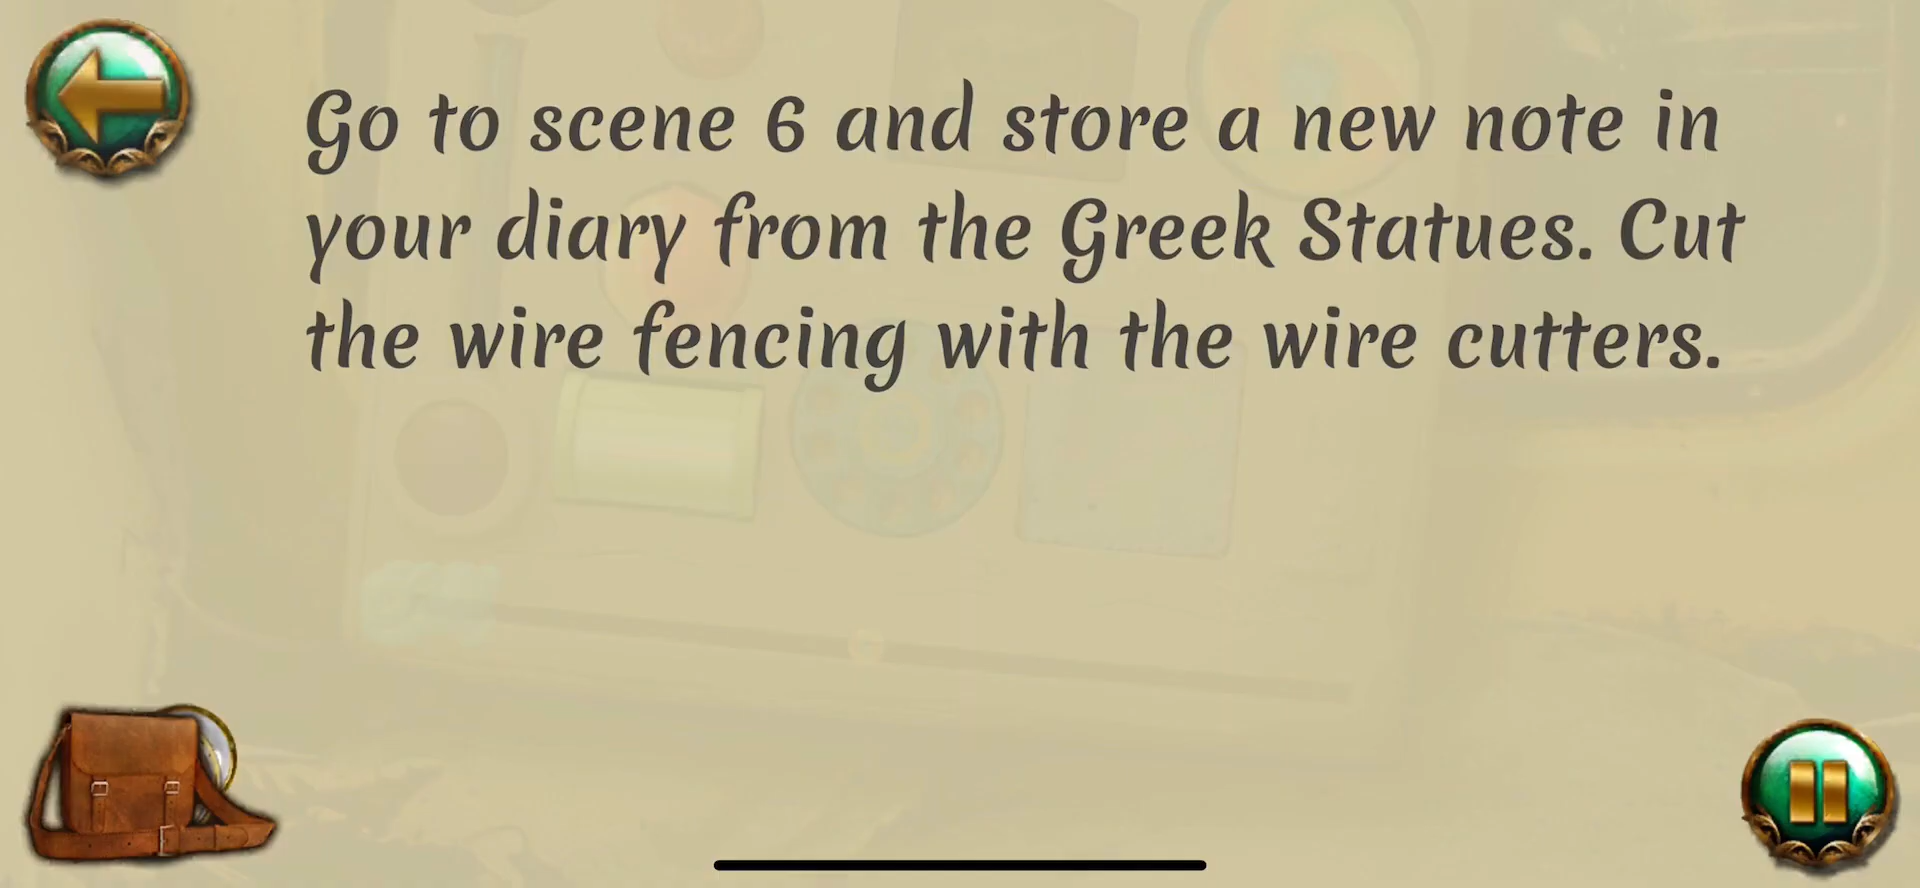 Go to scene 6 and store a new note in
your diary from the Greek Statues. Cut
the wire fencing with the wire cutters.